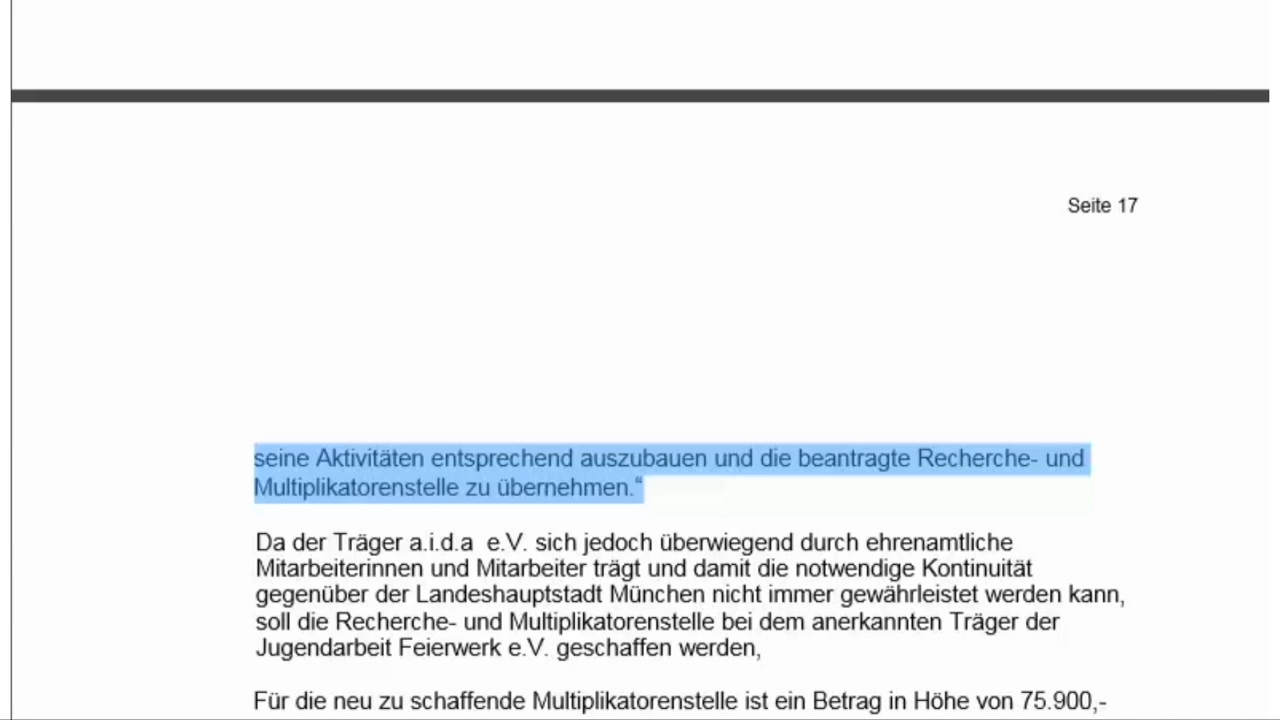 Seite 17
seine Aktivitäten entsprechend auszubauen und die beantragte Recherche- und
Multiplikatorenstelle zu übernehmen.“
Da der Träger a.i.d.a  e.V. sich jedoch überwiegend durch ehrenamtliche
Mitarbeiterinnen und Mitarbeiter trägt und damit die notwendige Kontinuität
gegenüber der Landeshauptstadt München nicht immer gewährleistet werden kann,
soll die Recherche- und Multiplikatorenstelle bei dem anerkannten Träger der
Jugendarbeit Feierwerk e.V. geschaffen werden,
Für die neu zu schaffende Multiplikatorenstelle ist ein Betrag in Höhe von 75.900,-